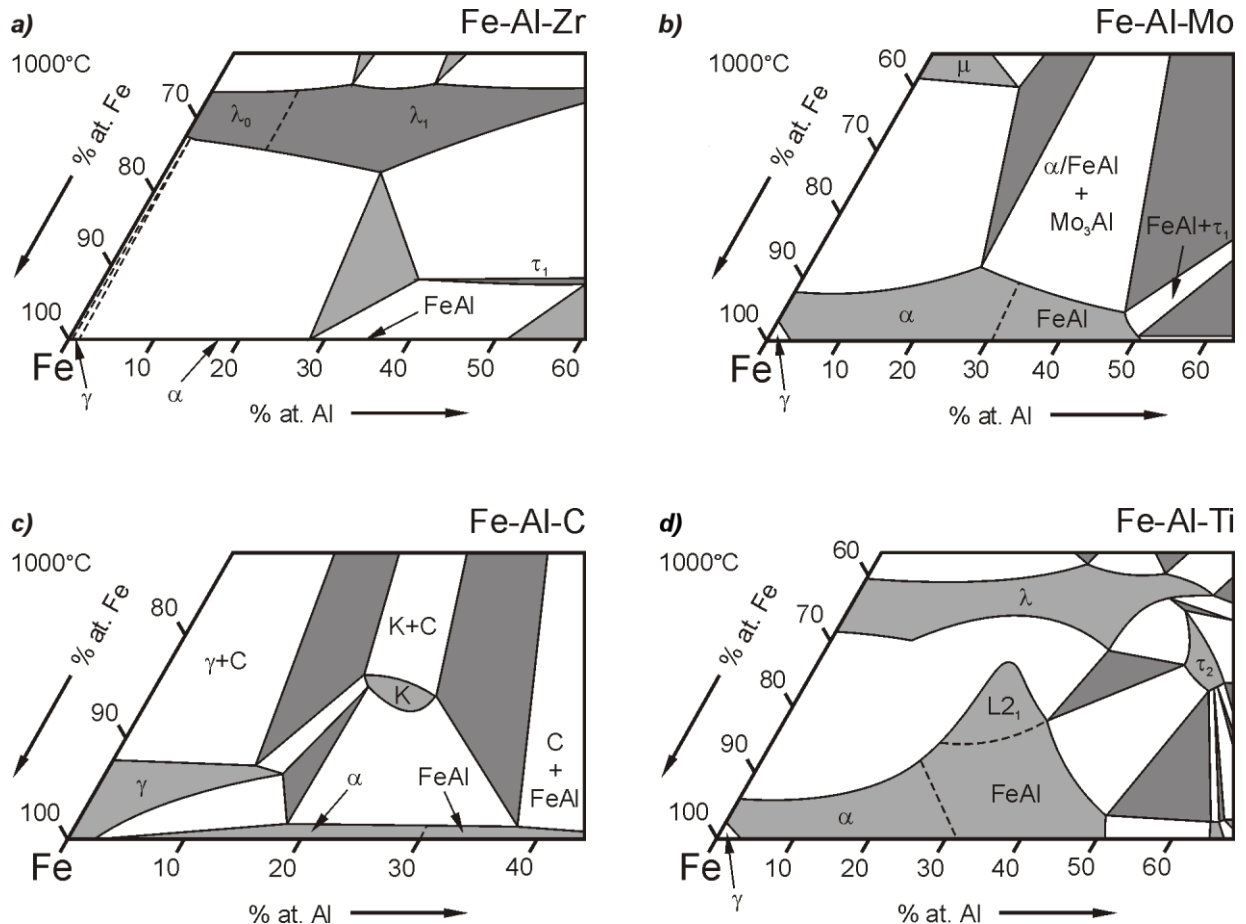 a)
Fe-Al-Zr
1000°C
% at. Fe
70
80
90
100
λ₀
λ₁
τ₁
FeAl
Fe
γ
10
α
20
30
40
50
60
% at. Al
b)
Fe-Al-Mo
1000°C
% at. Fe
60
70
80
90
100
μ
α/FeAl
+
Mo₃Al
FeAl+τ₁
α
FeAl
Fe
γ
10
20
30
40
50
60
% at. Al
c)
Fe-Al-C
1000°C
% at. Fe
80
90
100
γ+C
K+C
K
C
+
FeAl
γ
α
FeAl
Fe
10
20
30
40
% at. Al
d)
Fe-Al-Ti
1000°C
% at. Fe
60
70
80
90
100
λ
τ₂
L2₁
α
FeAl
Fe
γ
10
20
30
40
50
60
% at. Al